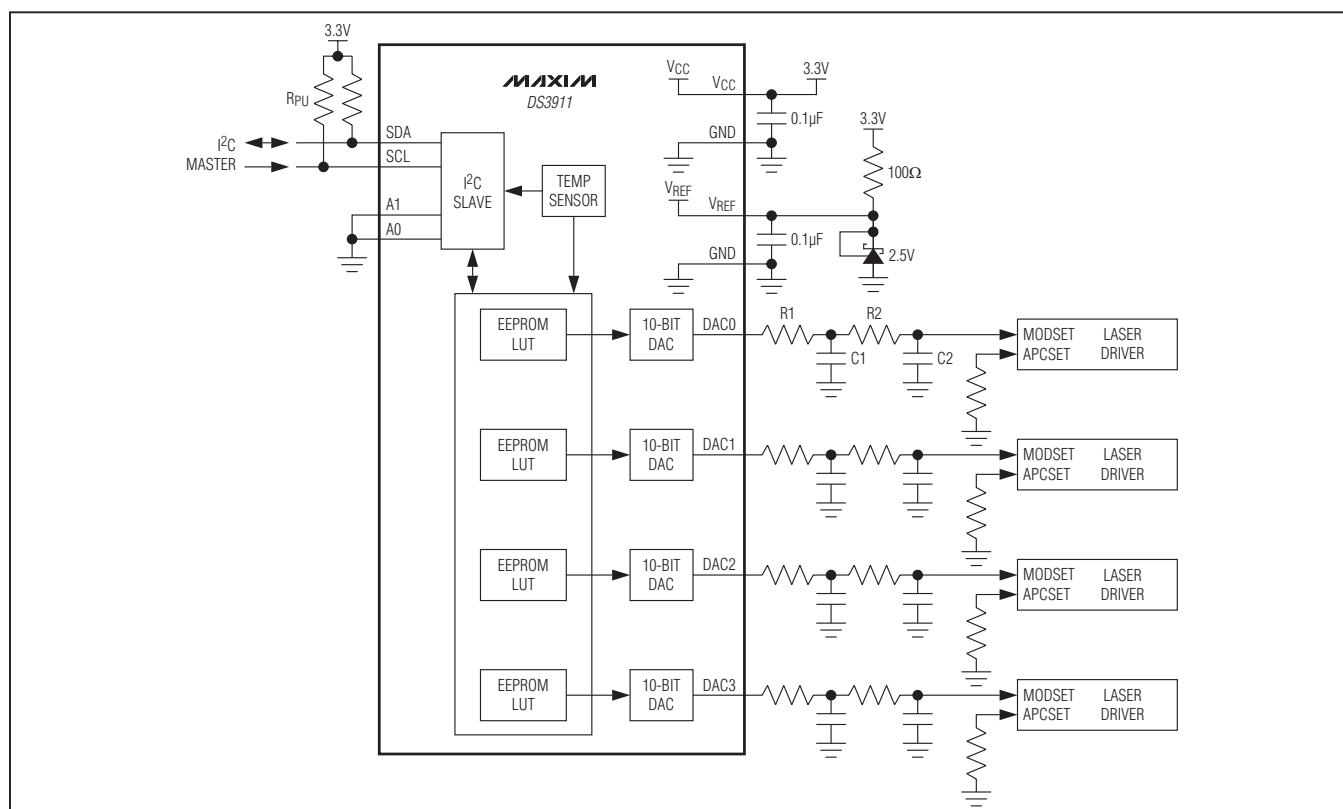 3.3V
RPU
I²C
MASTER
SDA
SCL
A1
A0
I²C
SLAVE
TEMP
SENSOR
MAXIM
DS3911
VCC
VCC
3.3V
0.1µF
GND
3.3V
100Ω
VREF
VREF
0.1µF
2.5V
GND
EEPROM
LUT
10-BIT
DAC
DAC0
R1
R2
C1
C2
MODSET LASER
APCSET DRIVER
EEPROM
LUT
10-BIT
DAC
DAC1
MODSET LASER
APCSET DRIVER
EEPROM
LUT
10-BIT
DAC
DAC2
MODSET LASER
APCSET DRIVER
EEPROM
LUT
10-BIT
DAC
DAC3
MODSET LASER
APCSET DRIVER